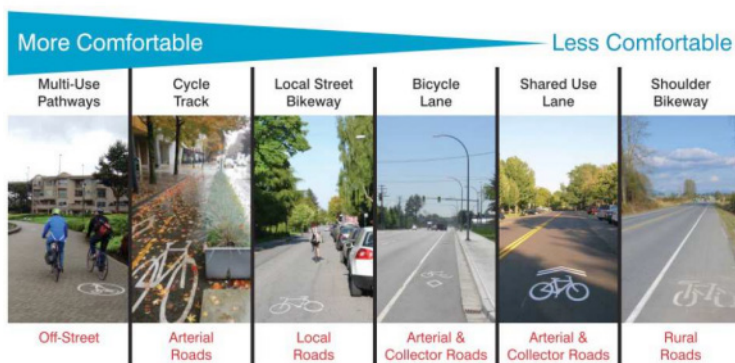 More Comfortable
Less Comfortable
Multi-Use
Pathways
Cycle
Track
Local Street
Bikeway
Bicycle
Lane
Shared Use
Lane
Shoulder
Bikeway
Off-Street
Arterial
Roads
Local
Roads
Arterial &
Collector Roads
Arterial &
Collector Roads
Rural
Roads